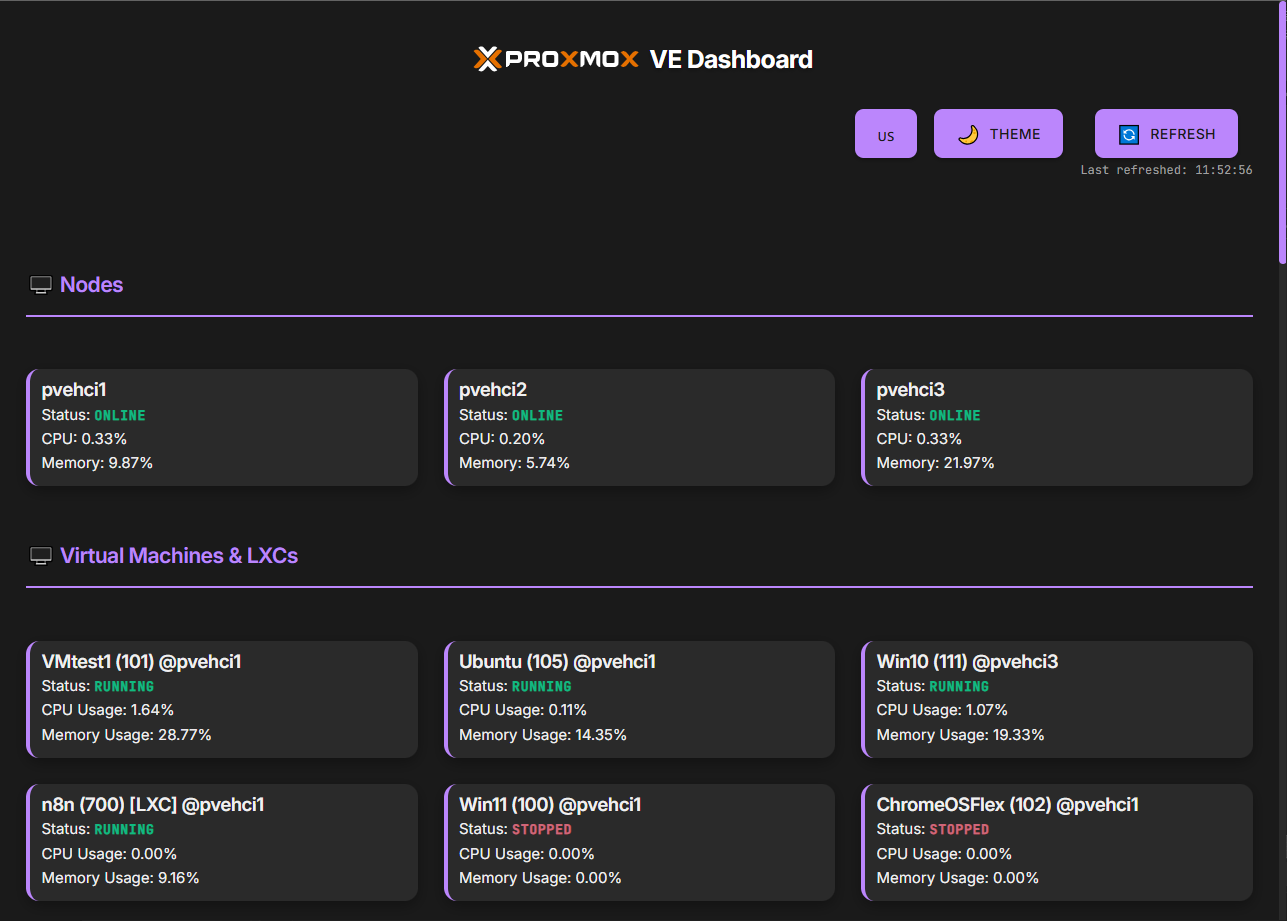 PROXMOX VE Dashboard
US
THEME
REFRESH
Last refreshed: 11:52:56
Nodes
pvehci1
Status: ONLINE
CPU: 0.33%
Memory: 9.87%
pvehci2
Status: ONLINE
CPU: 0.20%
Memory: 5.74%
pvehci3
Status: ONLINE
CPU: 0.33%
Memory: 21.97%
Virtual Machines & LXCs
VMtest1 (101) @pvehci1
Status: RUNNING
CPU Usage: 1.64%
Memory Usage: 28.77%
Ubuntu (105) @pvehci1
Status: RUNNING
CPU Usage: 0.11%
Memory Usage: 14.35%
Win10 (111) @pvehci3
Status: RUNNING
CPU Usage: 1.07%
Memory Usage: 19.33%
n8n (700) [LXC] @pvehci1
Status: RUNNING
CPU Usage: 0.00%
Memory Usage: 9.16%
Win11 (100) @pvehci1
Status: STOPPED
CPU Usage: 0.00%
Memory Usage: 0.00%
ChromeOSFlex (102) @pvehci1
Status: STOPPED
CPU Usage: 0.00%
Memory Usage: 0.00%